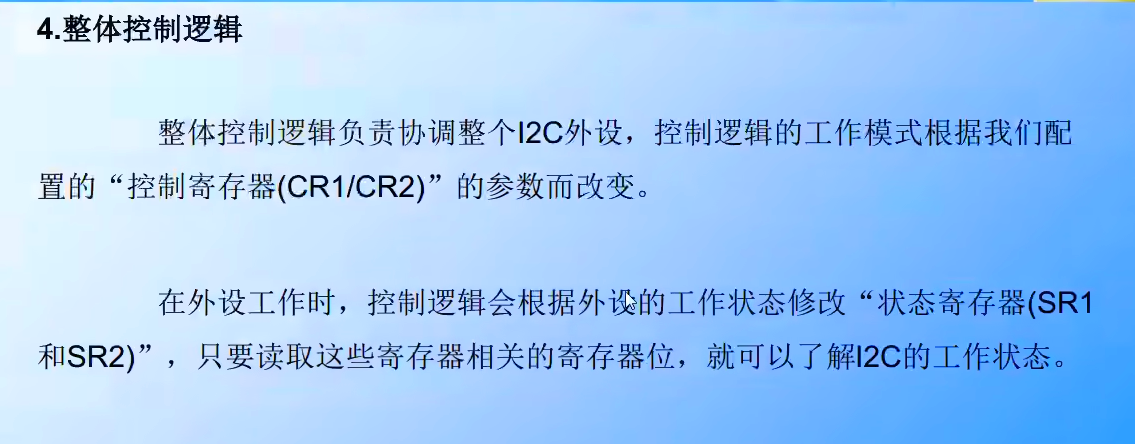 4.整体控制逻辑
整体控制逻辑负责协调整个I2C外设，控制逻辑的工作模式根据我们配
置的“控制寄存器(CR1/CR2)”的参数而改变。
在外设工作时，控制逻辑会根据外设的工作状态修改“状态寄存器(SR1
和SR2)”，只要读取这些寄存器相关的寄存器位，就可以了解I2C的工作状态。